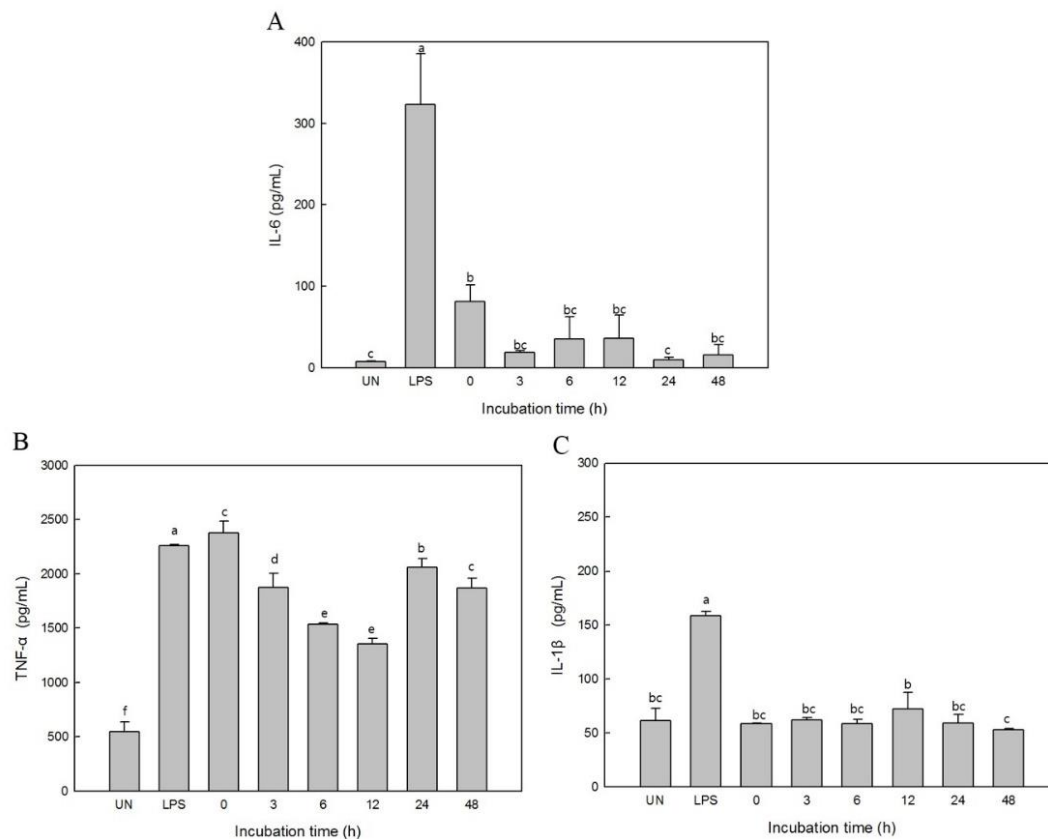 A
400
300
200
100
0
IL-6 (pg/mL)
a
b
bc
bc
bc
bc
c
c
UN LPS 0 3 6 12 24 48
Incubation time (h)
B
3000
2500
2000
1500
1000
500
0
TNF-α (pg/mL)
f
a
c
d
e
e
b
c
UN LPS 0 3 6 12 24 48
Incubation time (h)
C
300
250
200
150
100
50
0
IL-1β (pg/mL)
bc
a
bc
bc
bc
b
bc
c
UN LPS 0 3 6 12 24 48
Incubation time (h)